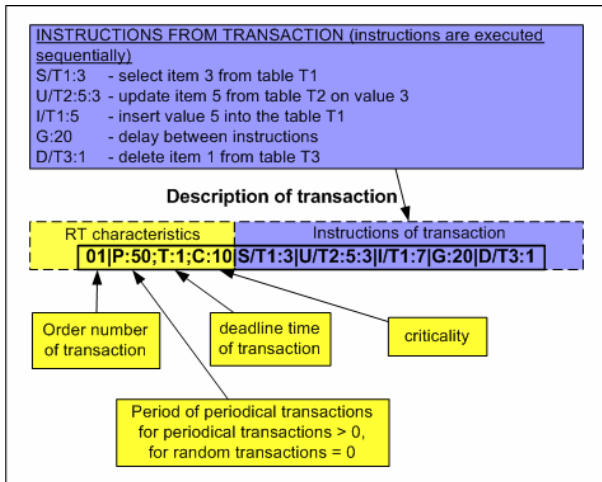 INSTRUCTIONS FROM TRANSACTION (instructions are executed
sequentially)
S/T1:3 - select item 3 from table T1
U/T2:5:3 - update item 5 from table T2 on value 3
I/T1:5 - insert value 5 into the table T1
G:20 - delay between instructions
D/T3:1 - delete item 1 from table T3
Description of transaction
RT characteristics
Instructions of transaction
01|P:50;T:1;C:10|S/T1:3|U/T2:5:3|I/T1:7|G:20|D/T3:1
Order number
of transaction
deadline time
of transaction
criticality
Period of periodical transactions
for periodical transactions > 0,
for random transactions = 0